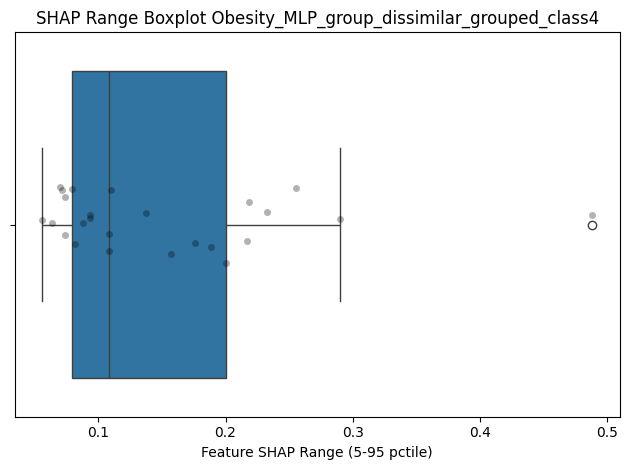 SHAP Range Boxplot Obesity_MLP_group_dissimilar_grouped_class4
0.1 0.2 0.3 0.4 0.5
Feature SHAP Range (5-95 pctile)